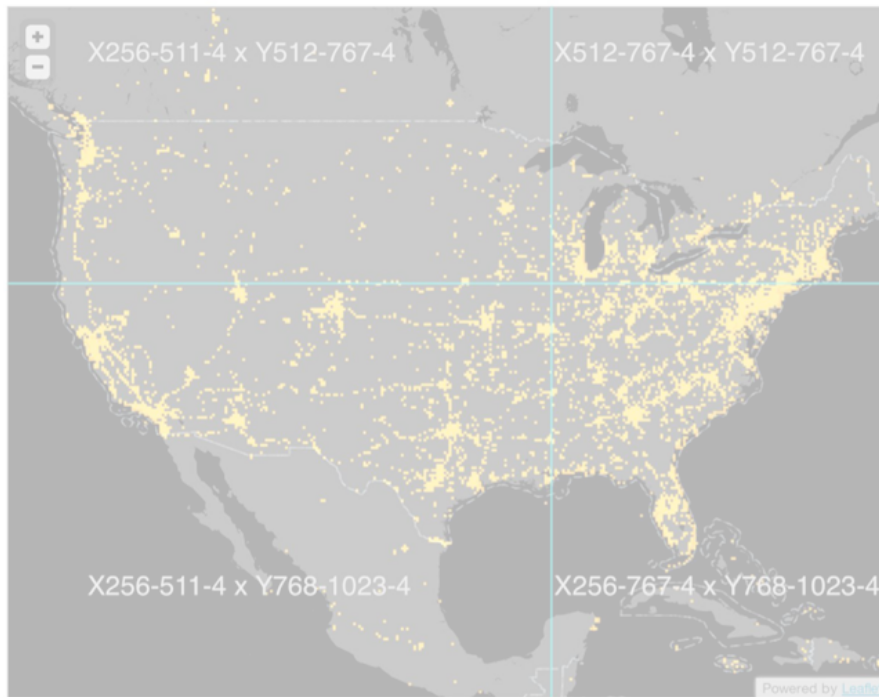 +
−
X256-511-4 x Y512-767-4
X512-767-4 x Y512-767-4
X256-511-4 x Y768-1023-4
X256-767-4 x Y768-1023-4
Powered by Leaflet